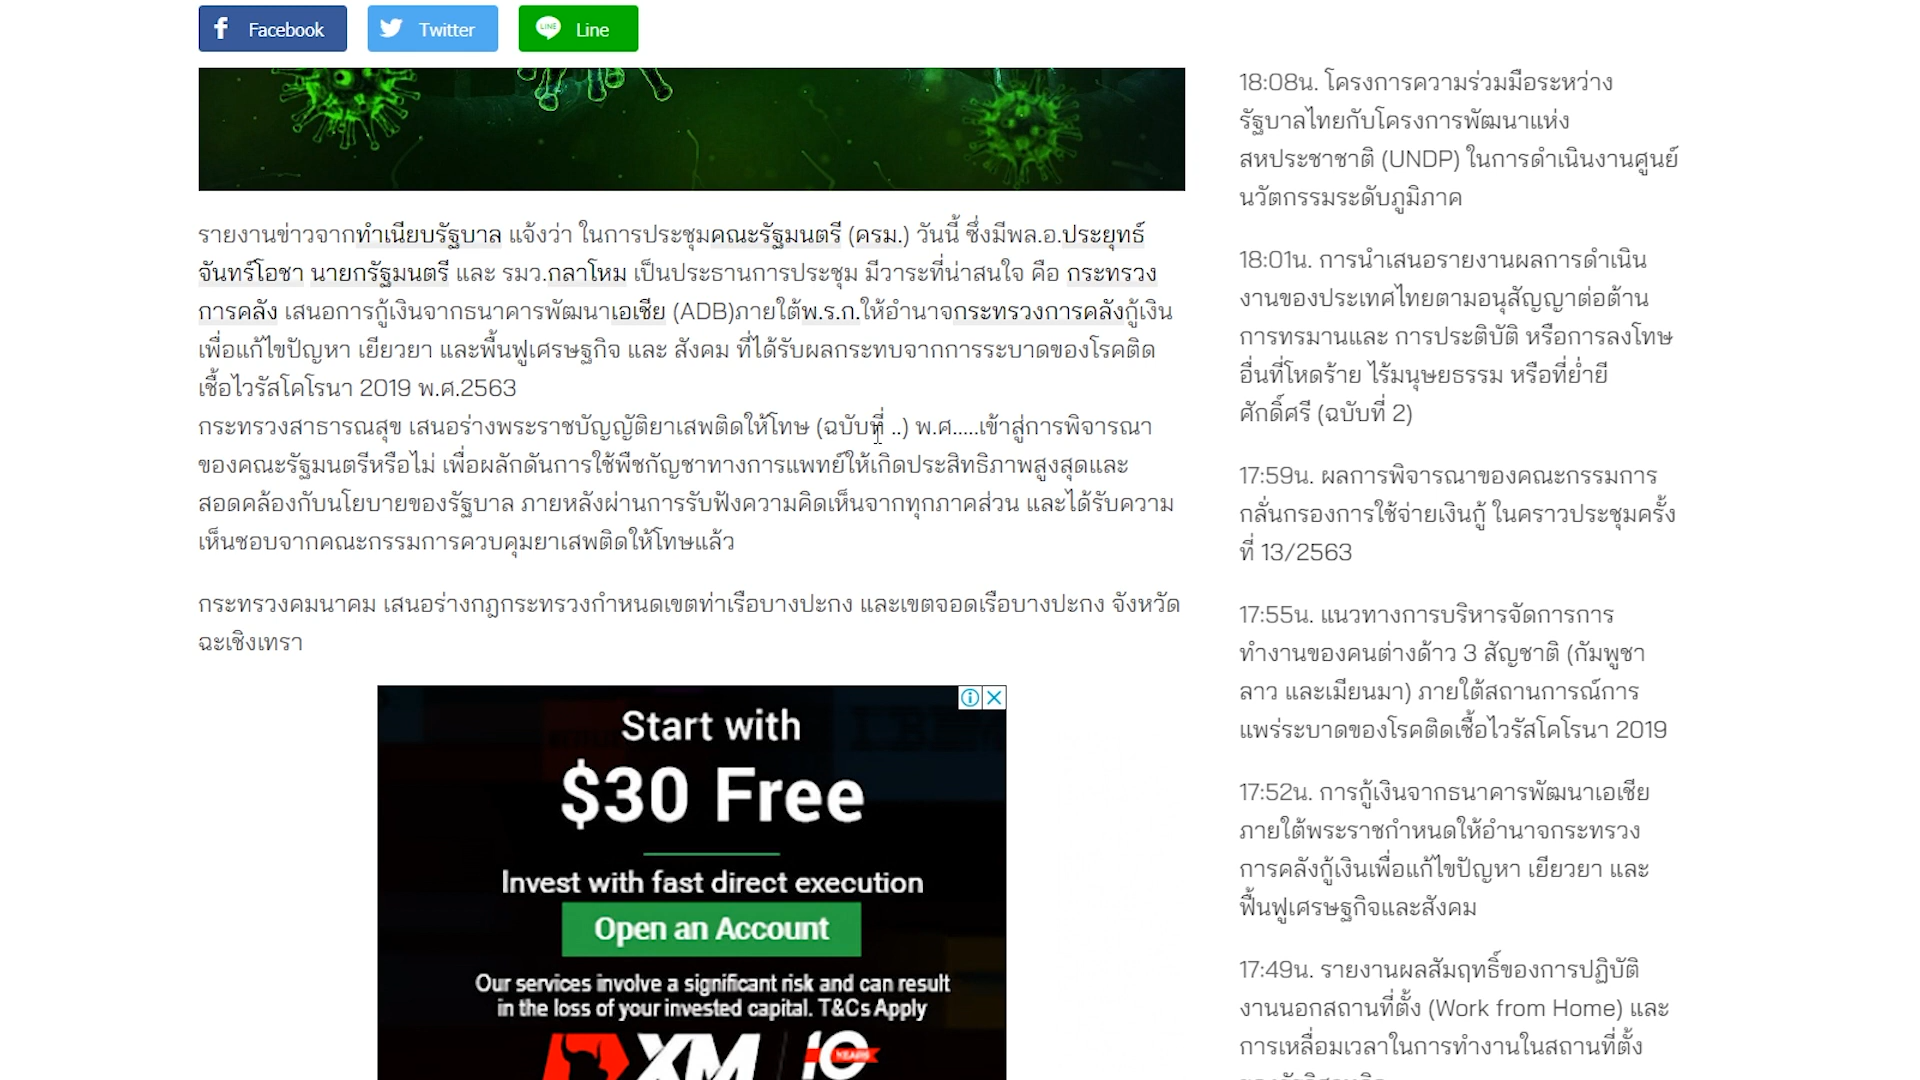 Facebook
Twitter
LINE
Line
รายงานข่าวจากทำเนียบรัฐบาล แจ้งว่า ในการประชุมคณะรัฐมนตรี (ครม.) วันนี้ ซึ่งมีพล.อ.ประยุทธ์
จันทร์โอชา นายกรัฐมนตรี และ รมว.กลาโหม เป็นประธานการประชุม มีวาระที่น่าสนใจ คือ กระทรวง
การคลัง เสนอการกู้เงินจากธนาคารพัฒนาเอเชีย (ADB)ภายใต้พ.ร.ก.ให้อำนาจกระทรวงการคลังกู้เงิน
เพื่อแก้ไขปัญหา เยียวยา และพื้นฟูเศรษฐกิจ และ สังคม ที่ได้รับผลกระทบจากการระบาดของโรคติด
เชื้อไวรัสโคโรนา 2019 พ.ศ.2563
กระทรวงสาธารณสุข เสนอร่างพระราชบัญญัติยาเสพติดให้โทษ (ฉบับที่ ..) พ.ศ.....เข้าสู่การพิจารณา
ของคณะรัฐมนตรีหรือไม่ เพื่อผลักดันการใช้พืชกัญชาทางการแพทย์ให้เกิดประสิทธิภาพสูงสุดและ
สอดคล้องกับนโยบายของรัฐบาล ภายหลังผ่านการรับฟังความคิดเห็นจากทุกภาคส่วน และได้รับความ
เห็นชอบจากคณะกรรมการควบคุมยาเสพติดให้โทษแล้ว
กระทรวงคมนาคม เสนอร่างกฎกระทรวงกำหนดเขตท่าเรือบางปะกง และเขตจอดเรือบางปะกง จังหวัด
ฉะเชิงเทรา
Start with
$30 Free
Invest with fast direct execution
Open an Account
Our services involve a significant risk and can result
in the loss of your invested capital. T&Cs Apply
XM
10
YEARS
18:08น. โครงการความร่วมมือระหว่าง
รัฐบาลไทยกับโครงการพัฒนาแห่ง
สหประชาชาติ (UNDP) ในการดำเนินงานศูนย์
นวัตกรรมระดับภูมิภาค
18:01น. การนำเสนอรายงานผลการดำเนิน
งานของประเทศไทยตามอนุสัญญาต่อต้าน
การทรมานและ การประติบัติ หรือการลงโทษ
อื่นที่โหดร้าย ไร้มนุษยธรรม หรือที่ย่ำยี
ศักดิ์ศรี (ฉบับที่ 2)
17:59น. ผลการพิจารณาของคณะกรรมการ
กลั่นกรองการใช้จ่ายเงินกู้ ในคราวประชุมครั้ง
ที่ 13/2563
17:55น. แนวทางการบริหารจัดการการ
ทำงานของคนต่างด้าว 3 สัญชาติ (กัมพูชา
ลาว และเมียนมา) ภายใต้สถานการณ์การ
แพร่ระบาดของโรคติดเชื้อไวรัสโคโรนา 2019
17:52น. การกู้เงินจากธนาคารพัฒนาเอเชีย
ภายใต้พระราชกำหนดให้อำนาจกระทรวง
การคลังกู้เงินเพื่อแก้ไขปัญหา เยียวยา และ
ฟื้นฟูเศรษฐกิจและสังคม
17:49น. รายงานผลสัมฤทธิ์ของการปฏิบัติ
งานนอกสถานที่ตั้ง (Work from Home) และ
การเหลื่อมเวลาในการทำงานในสถานที่ตั้ง